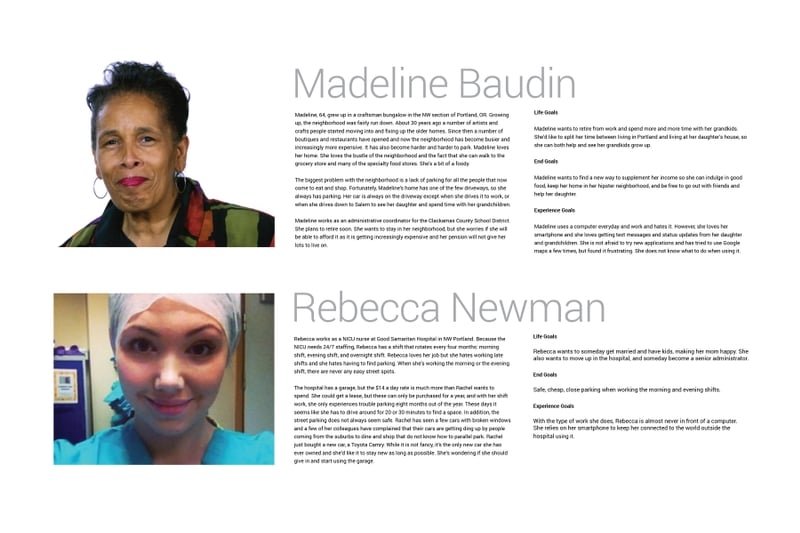 Madeline Baudin
Madeline, 64, grew up in a craftsman bungalow in the NW section of Portland, OR. Growing
up, the neighborhood was fairly run down. About 30 years ago a number of artists and
crafts people started moving into and fixing up the older homes. Since then a number of
boutiques and restaurants have opened and now the neighborhood has become busier and
increasingly more expensive. It has also become harder and harder to park. Madeline loves
her home. She loves the bustle of the neighborhood and the fact that she can walk to the
grocery store and many of the specialty food stores. She's a bit of a foody.
The biggest problem with the neighborhood is a lack of parking for all the people that now
come to eat and shop. Fortunately, Madeline's home has one of the few driveways, so she
always has parking. Her car is always on the driveway except when she drives it to work, or
when she drives down to Salem to see her daughter and spend time with her grandchildren.
Madeline works as an administrative coordinator for the Clackamas County School District.
She plans to retire soon. She wants to stay in her neighborhood, but she worries if she will
be able to afford it as it is getting increasingly expensive and her pension will not give her
lots to live on.
Life Goals
Madeline wants to retire from work and spend more and more time with her grandkids.
She'd like to split her time between living in Portland and living at her daughter's house, so
she can both help and see her grandkids grow up.
End Goals
Madeline wants to find a new way to supplement her income so she can indulge in good
food, keep her home in her hipster neighborhood, and be free to go out with friends and
help her daughter.
Experience Goals
Madeline uses a computer everyday and work and hates it. However, she loves her
smartphone and she loves getting text messages and status updates from her daughter
and grandchildren. She is not afraid to try new applications and has tried to use Google
maps a few times, but found it frustrating. She does not know what to do when using it.
Rebecca Newman
Rebecca works as a NICU nurse at Good Samaritan Hospital in NW Portland. Because the
NICU needs 24/7 staffing, Rebecca has a shift that rotates every four months: morning
shift, evening shift, and overnight shift. Rebecca loves her job but she hates working late
shifts and she hates having to find parking. When she's working the morning or the evening
shift, there are never any easy street spots.
The hospital has a garage, but the $14 a day rate is much more than Rachel wants to
spend. She could get a lease, but these can only be purchased for a year, and with her shift
work, she only experiences trouble parking eight months out of the year. These days it
seems like she has to drive around for 20 or 30 minutes to find a space. In addition, the
street parking does not always seem safe. Rachel has seen a few cars with broken windows
and a few of her colleagues have complained that their cars are getting ding up by people
coming from the suburbs to dine and shop that do not know how to parallel park. Rachel
just bought a new car, a Toyota Camry. While it is not fancy, it's the only new car she has
ever owned and she'd like it to stay new as long as possible. She's wondering if she should
give in and start using the garage.
Life Goals
Rebecca wants to someday get married and have kids, making her mom happy. She
also wants to move up in the hospital, and someday become a senior administrator.
End Goals
Safe, cheap, close parking when working the morning and evening shifts.
Experience Goals
With the type of work she does, Rebecca is almost never in front of a computer.
She relies on her smartphone to keep her connected to the world outside the
hospital using it.